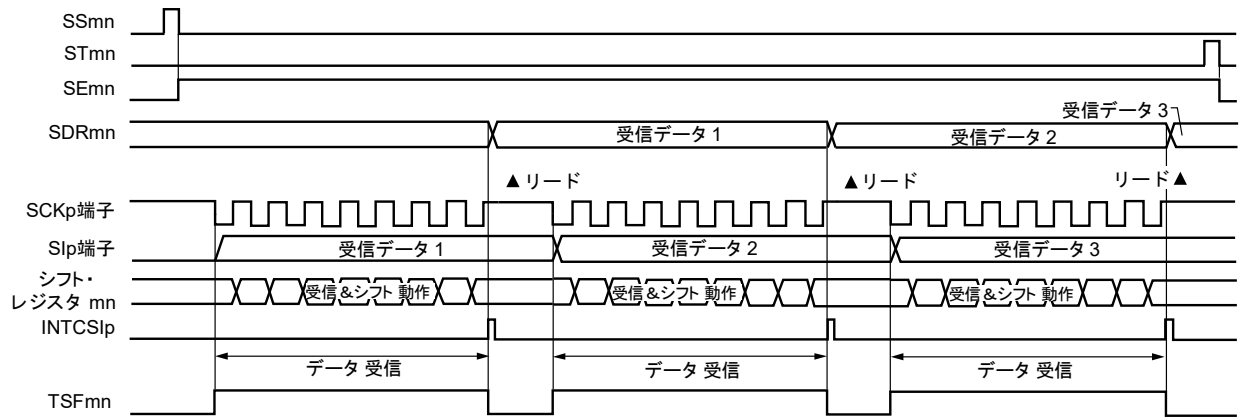 SSmn
STmn
SEmn
受信データ 3
SDRmn 受信データ 1 受信データ 2
▲ リード ▲ リード リード ▲
SCKp端子
SIp端子 受信データ 1 受信データ 2 受信データ 3
シフト・
レジスタ mn 受信 &シフト 動作 受信 &シフト 動作 受信 &シフト 動作
INTCSIp
データ 受信 データ 受信 データ 受信
TSFmn